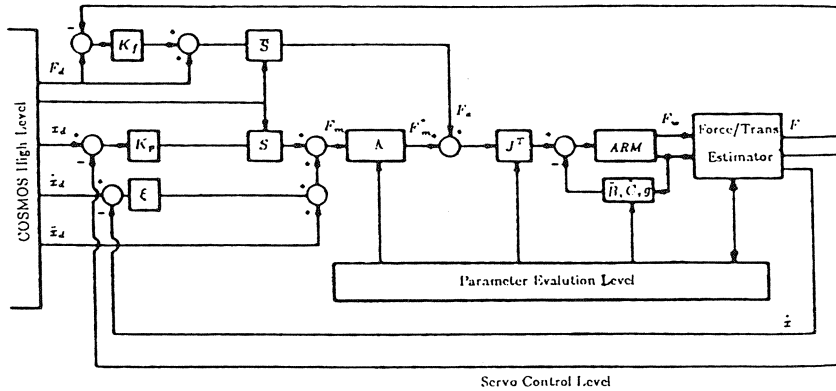 COSMOS High Level
F_d
K_f
S̄
F_a
x_d
K_p
S
F_m
Λ
F*_m
J^T
ARM
F_w
Force/Trans
Estimator
F
ẋ_d
ξ
B̂, Ĉ, g
ẍ_d
Parameter Evalution Level
ẋ
Servo Control Level